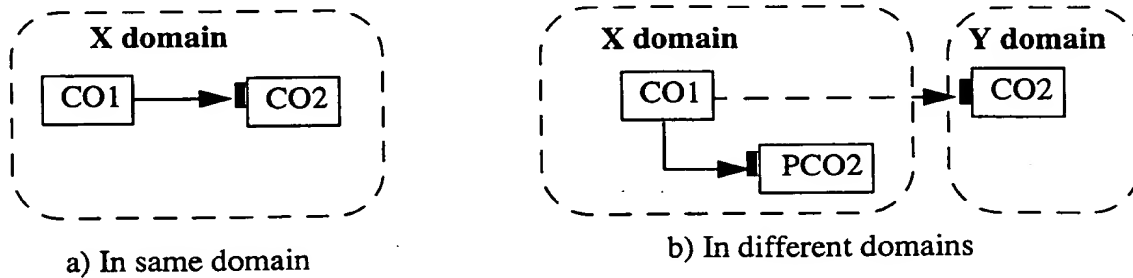 X domain
CO1
CO2
a) In same domain
X domain
Y domain
CO1
CO2
PCO2
b) In different domains